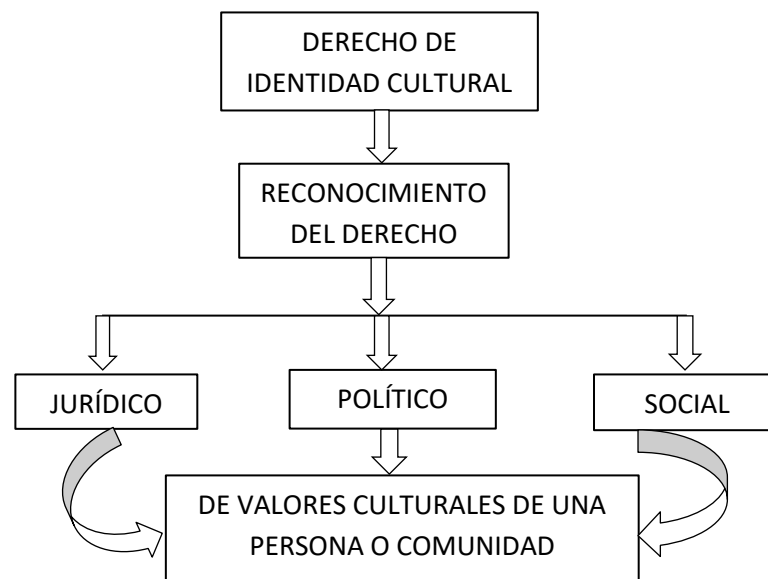 DERECHO DE
IDENTIDAD CULTURAL
RECONOCIMIENTO
DEL DERECHO
JURÍDICO
POLÍTICO
SOCIAL
DE VALORES CULTURALES DE UNA
PERSONA O COMUNIDAD